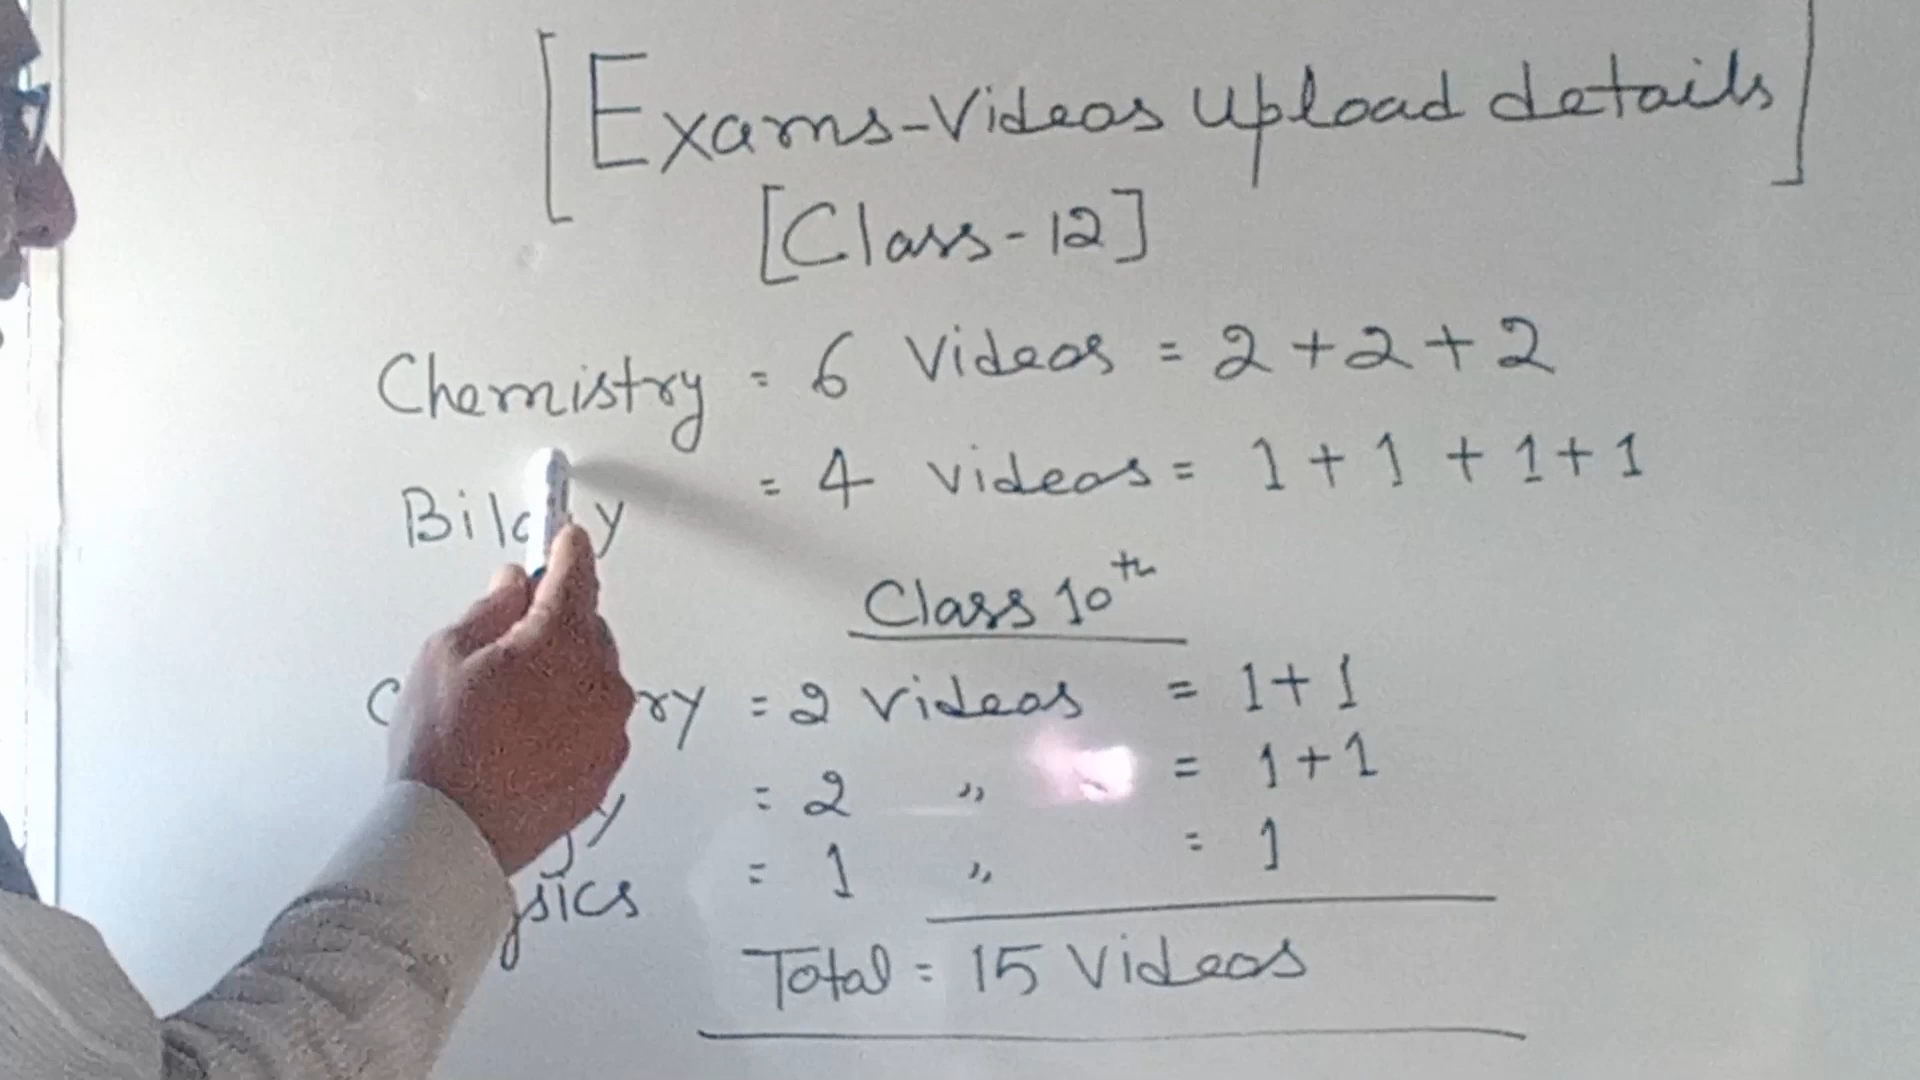 [Exams-Videos Upload details]
[Class-12]
Chemistry = 6 Videos = 2+2+2
= 4 videos = 1+1+1+1
Class 10th
= 2 videos = 1+1
= 2 " = 1+1
= 1 " = 1
Total = 15 Videos